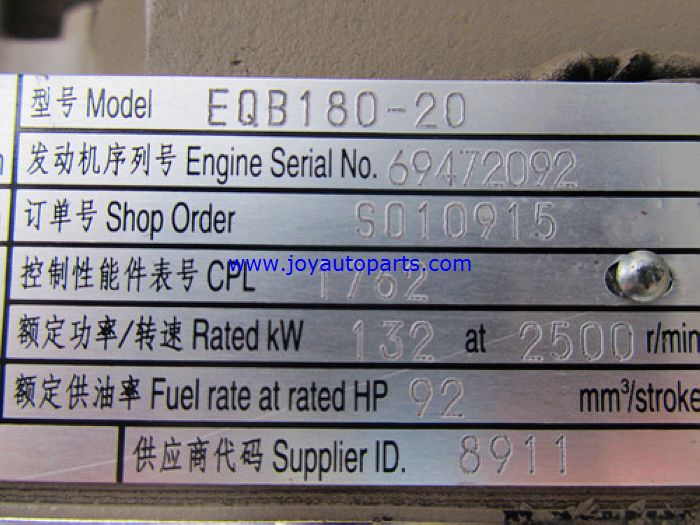 型号 Model EQB180-20
发动机序列号 Engine Serial No. 69472092
订单号 Shop Order S010915
www.joyautoparts.com
控制性能件表号 CPL 1762
额定功率/转速 Rated kW 132 at 2500 r/min
额定供油率 Fuel rate at rated HP 92 mm³/stroke
供应商代码 Supplier ID. 8911